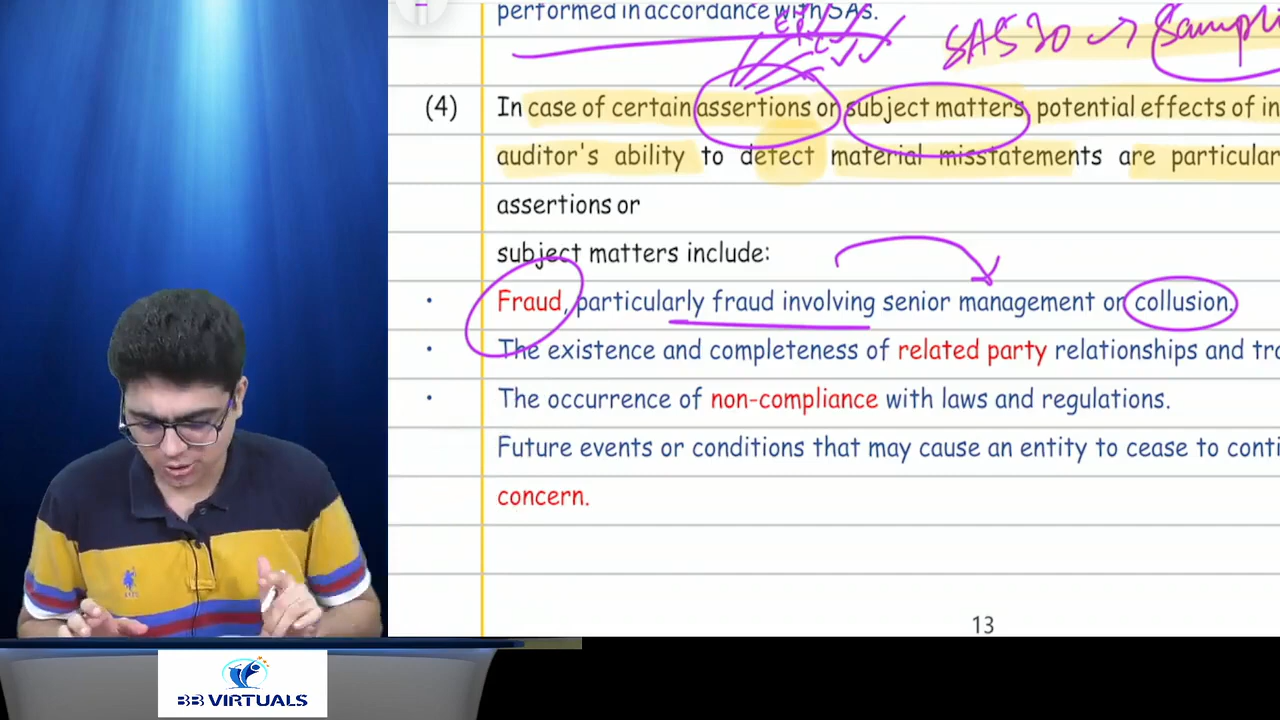 performed in accordance with SAs.
SA530 → Sampl
(4) In case of certain assertions or subject matters, potential effects of in
auditor's ability to detect material misstatements are particular
assertions or
subject matters include:
• Fraud, particularly fraud involving senior management or collusion.
• The existence and completeness of related party relationships and tra
• The occurrence of non-compliance with laws and regulations.
Future events or conditions that may cause an entity to cease to conti
concern.
13
BB VIRTUALS